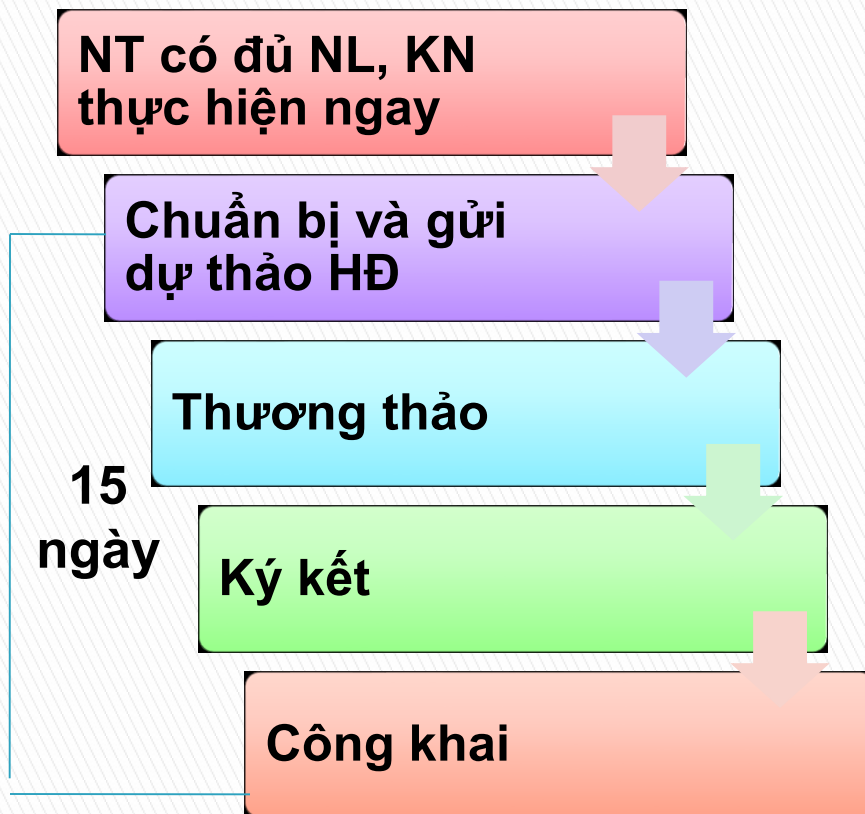 NT có đủ NL, KN
thực hiện ngay
Chuẩn bị và gửi
dự thảo HĐ
Thương thảo
15
ngày
Ký kết
Công khai